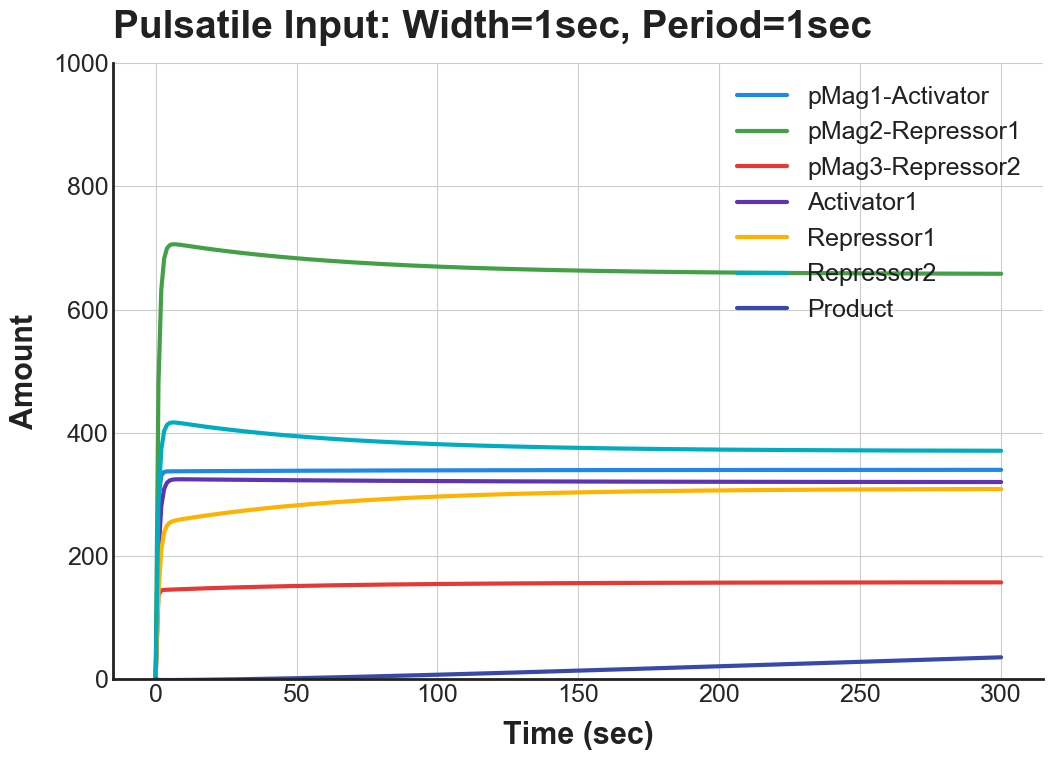 Pulsatile Input: Width=1sec, Period=1sec
1000
800
600
400
200
0
Amount
pMag1-Activator
pMag2-Repressor1
pMag3-Repressor2
Activator1
Repressor1
Repressor2
Product
0 50 100 150 200 250 300
Time (sec)